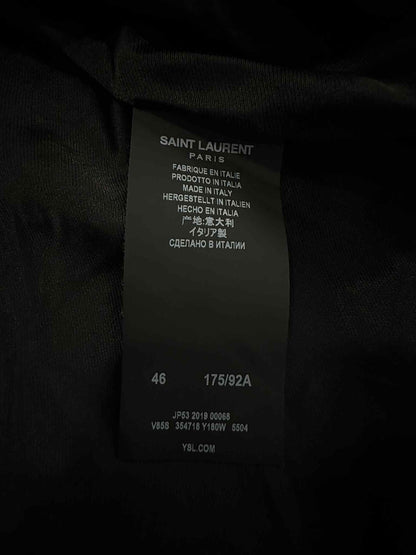 SAINT LAURENT
PARIS
FABRIQUE EN ITALIE
PRODOTTO IN ITALIA
MADE IN ITALY
HERGESTELLT IN ITALIEN
HECHO EN ITALIA
产地:意大利
イタリア製
СДЕЛАНО В ИТАЛИИ
46 175/92A
JP53 2019 00068
V85S 354718 Y180W 5504
YSL.COM